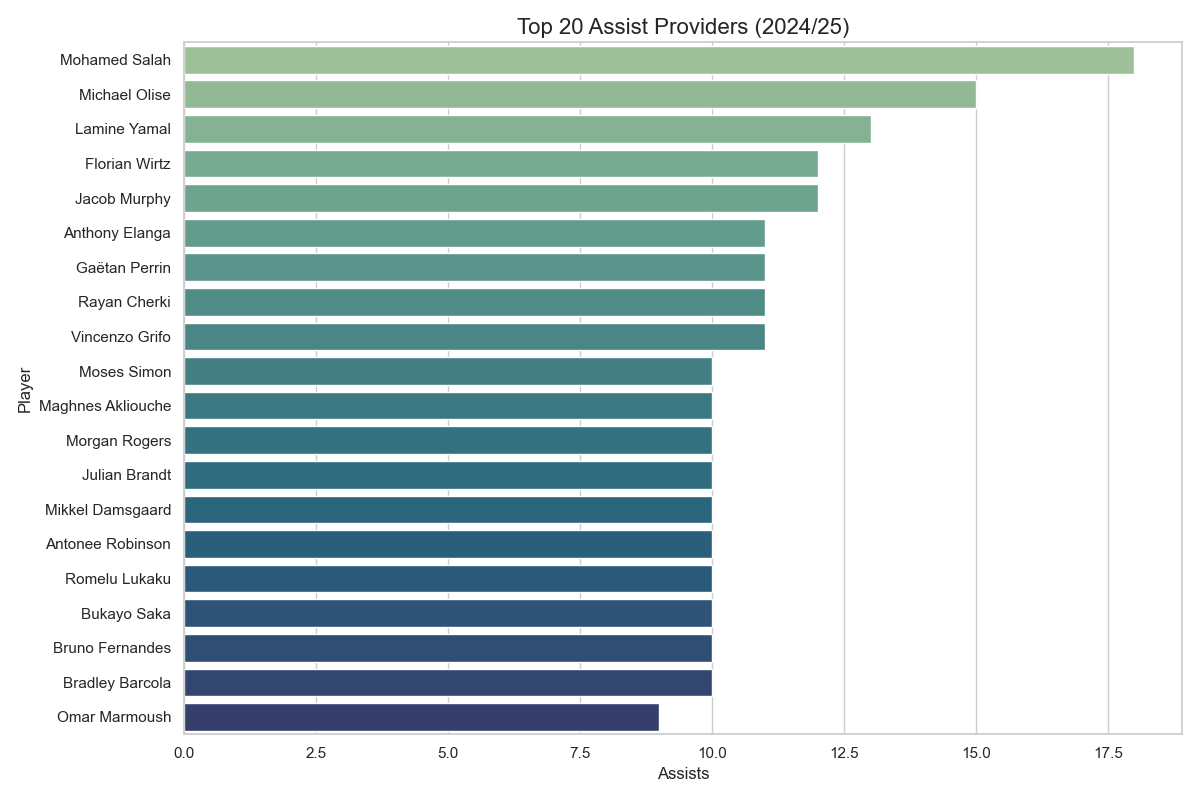 Top 20 Assist Providers (2024/25)
Mohamed Salah
Michael Olise
Lamine Yamal
Florian Wirtz
Jacob Murphy
Anthony Elanga
Gaëtan Perrin
Rayan Cherki
Vincenzo Grifo
Moses Simon
Maghnes Akliouche
Morgan Rogers
Julian Brandt
Mikkel Damsgaard
Antonee Robinson
Romelu Lukaku
Bukayo Saka
Bruno Fernandes
Bradley Barcola
Omar Marmoush
Player
0.0 2.5 5.0 7.5 10.0 12.5 15.0 17.5
Assists